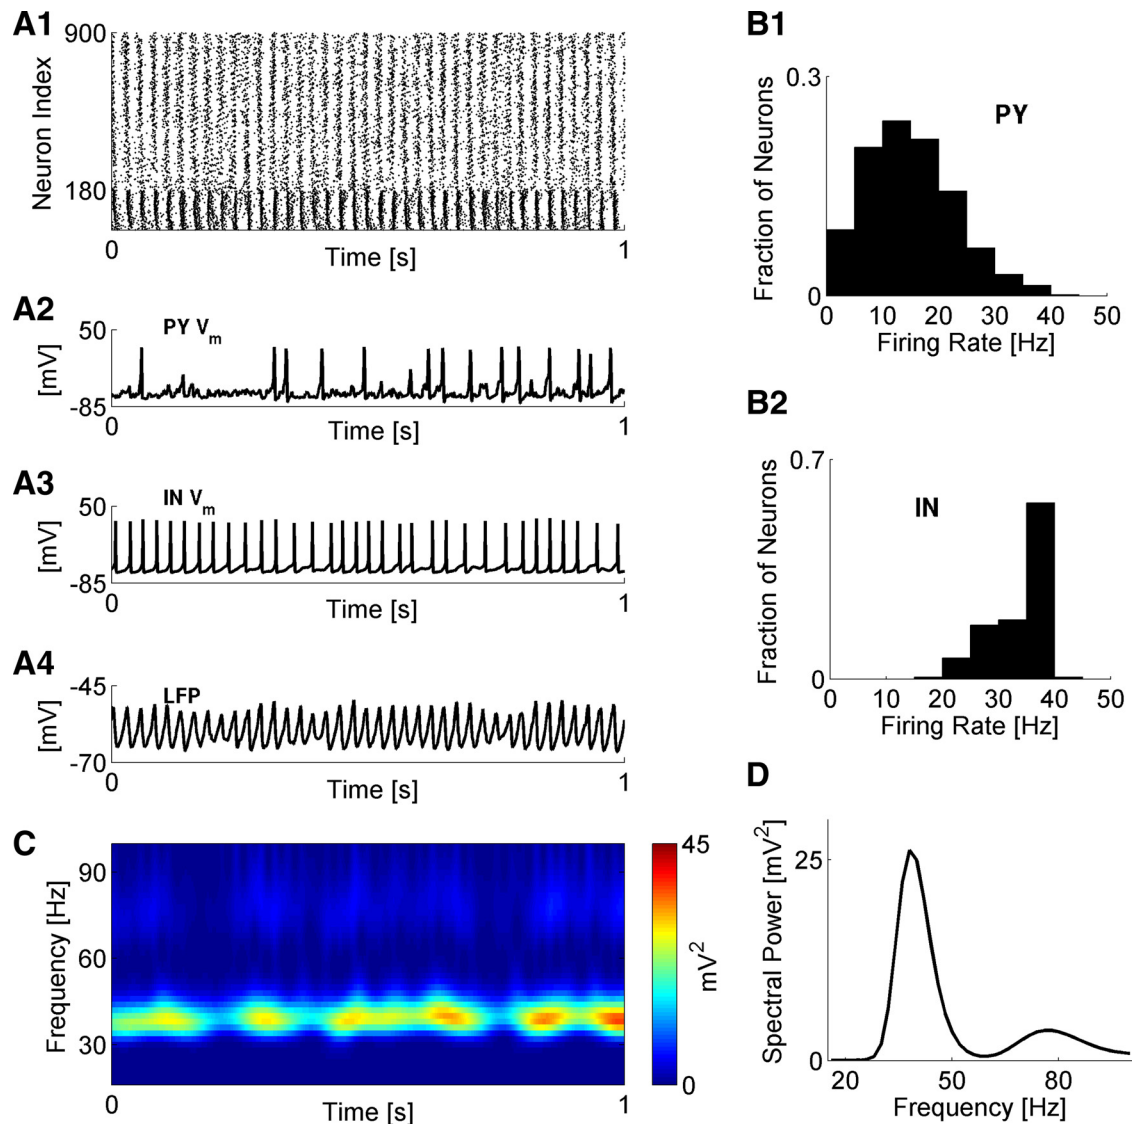 A1
900
180
Neuron Index
0
1
Time [s]
A2
PY Vm
50
-85
[mV]
0
1
Time [s]
A3
IN Vm
50
-85
[mV]
0
1
Time [s]
A4
LFP
-45
-70
[mV]
0
1
Time [s]
C
90
60
30
Frequency [Hz]
0
1
Time [s]
45
0
mV2
B1
0.3
0
Fraction of Neurons
PY
0 10 20 30 40 50
Firing Rate [Hz]
B2
0.7
0
Fraction of Neurons
IN
0 10 20 30 40 50
Firing Rate [Hz]
D
25
0
Spectral Power [mV2]
20 50 80
Frequency [Hz]